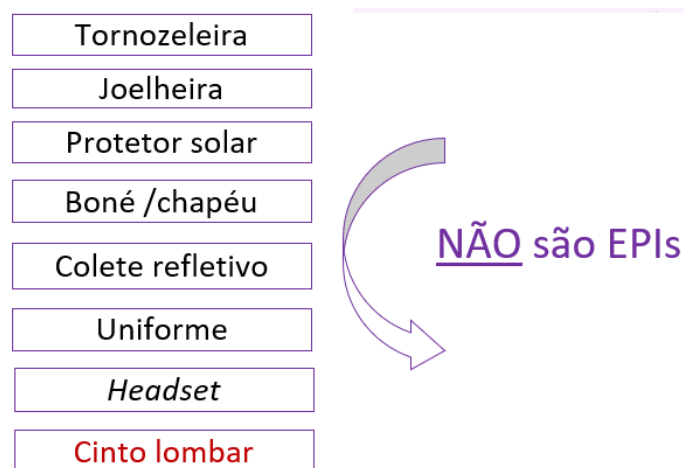 Tornozeleira
Joelheira
Protetor solar
Boné /chapéu
Colete refletivo
Uniforme
Headset
Cinto lombar
NÃO são EPIs